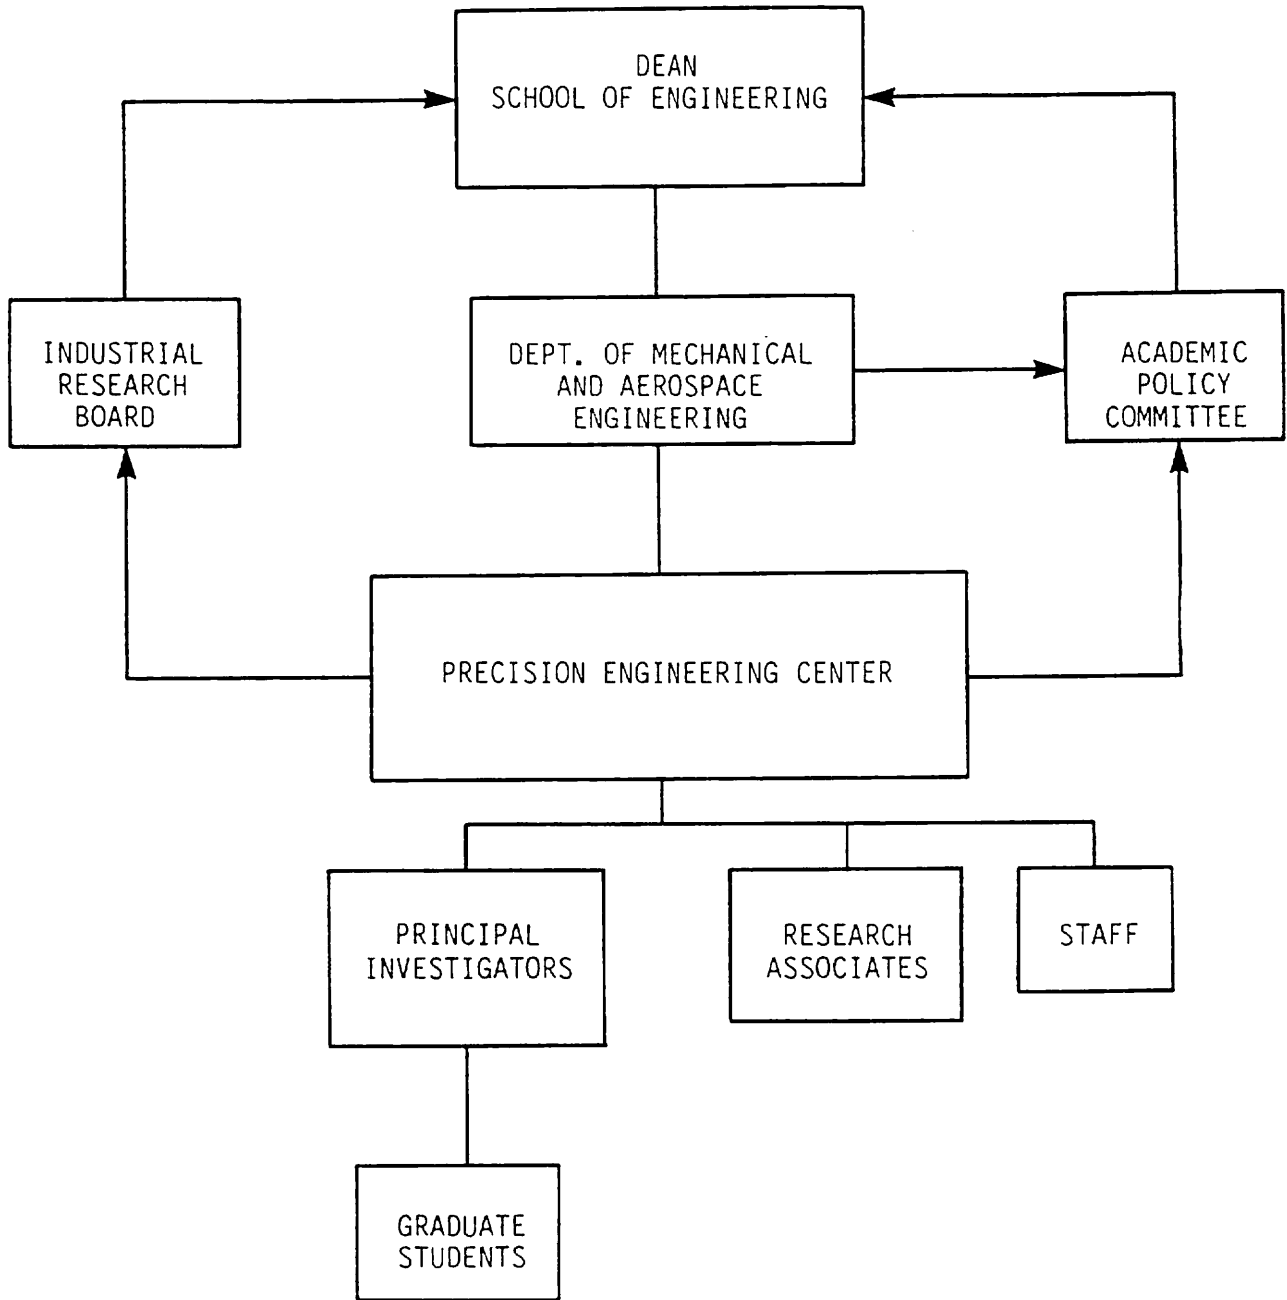 DEAN
SCHOOL OF ENGINEERING
INDUSTRIAL
RESEARCH
BOARD
DEPT. OF MECHANICAL
AND AEROSPACE
ENGINEERING
ACADEMIC
POLICY
COMMITTEE
PRECISION ENGINEERING CENTER
PRINCIPAL
INVESTIGATORS
RESEARCH
ASSOCIATES
STAFF
GRADUATE
STUDENTS